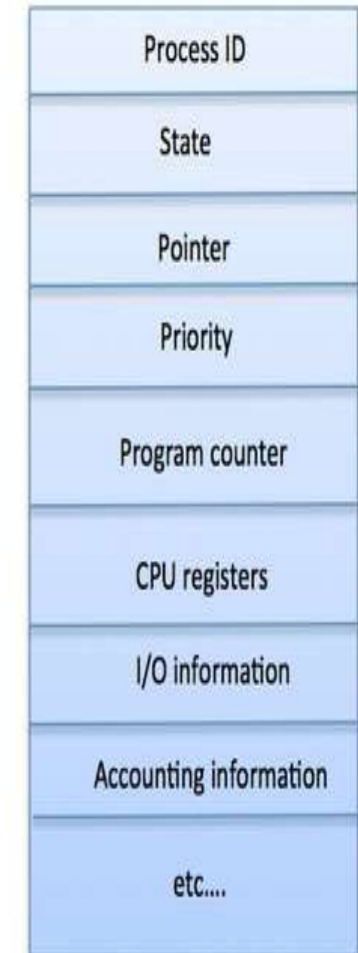 Process ID
State
Pointer
Priority
Program counter
CPU registers
I/O information
Accounting information
etc....